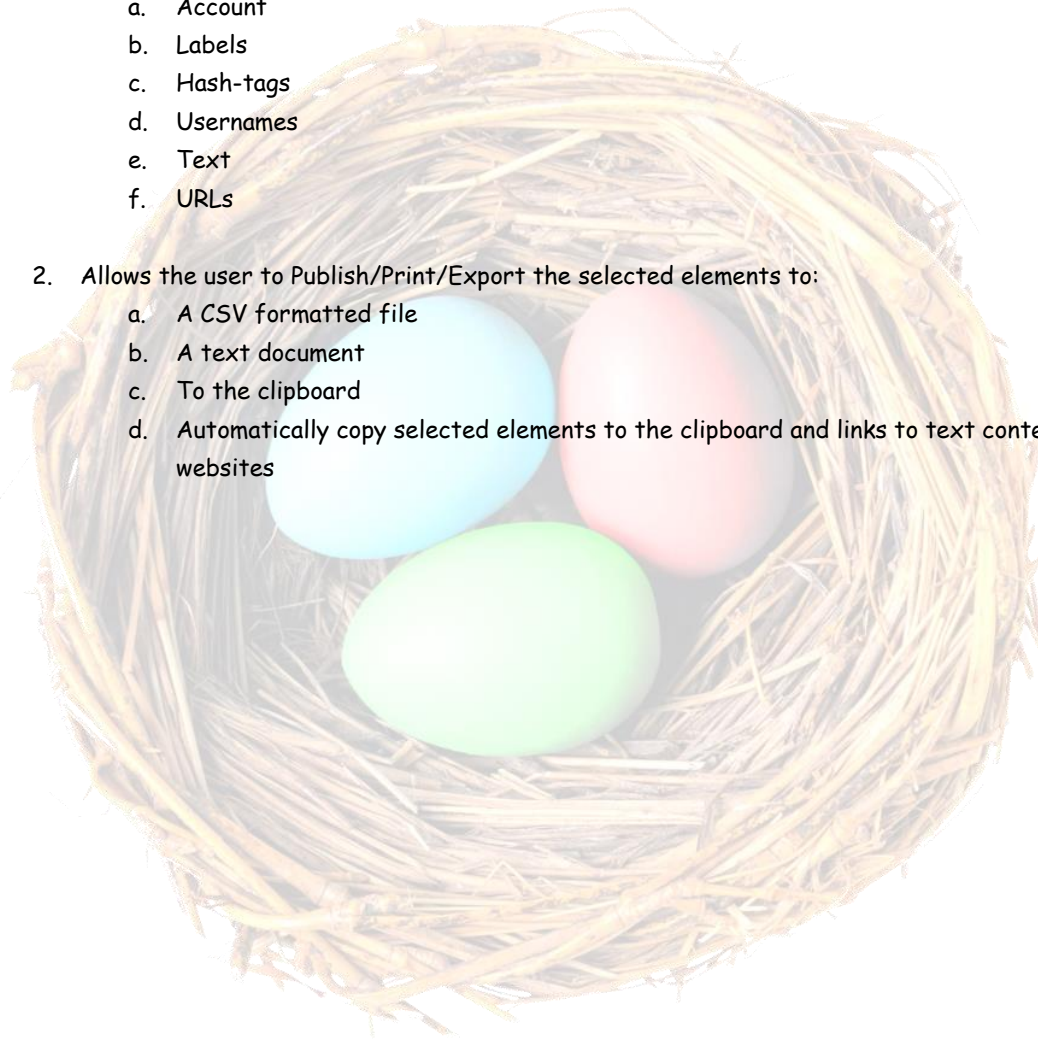 a. Account
b. Labels
c. Hash-tags
d. Usernames
e. Text
f. URLs
2. Allows the user to Publish/Print/Export the selected elements to:
a. A CSV formatted file
b. A text document
c. To the clipboard
d. Automatically copy selected elements to the clipboard and links to text
websites